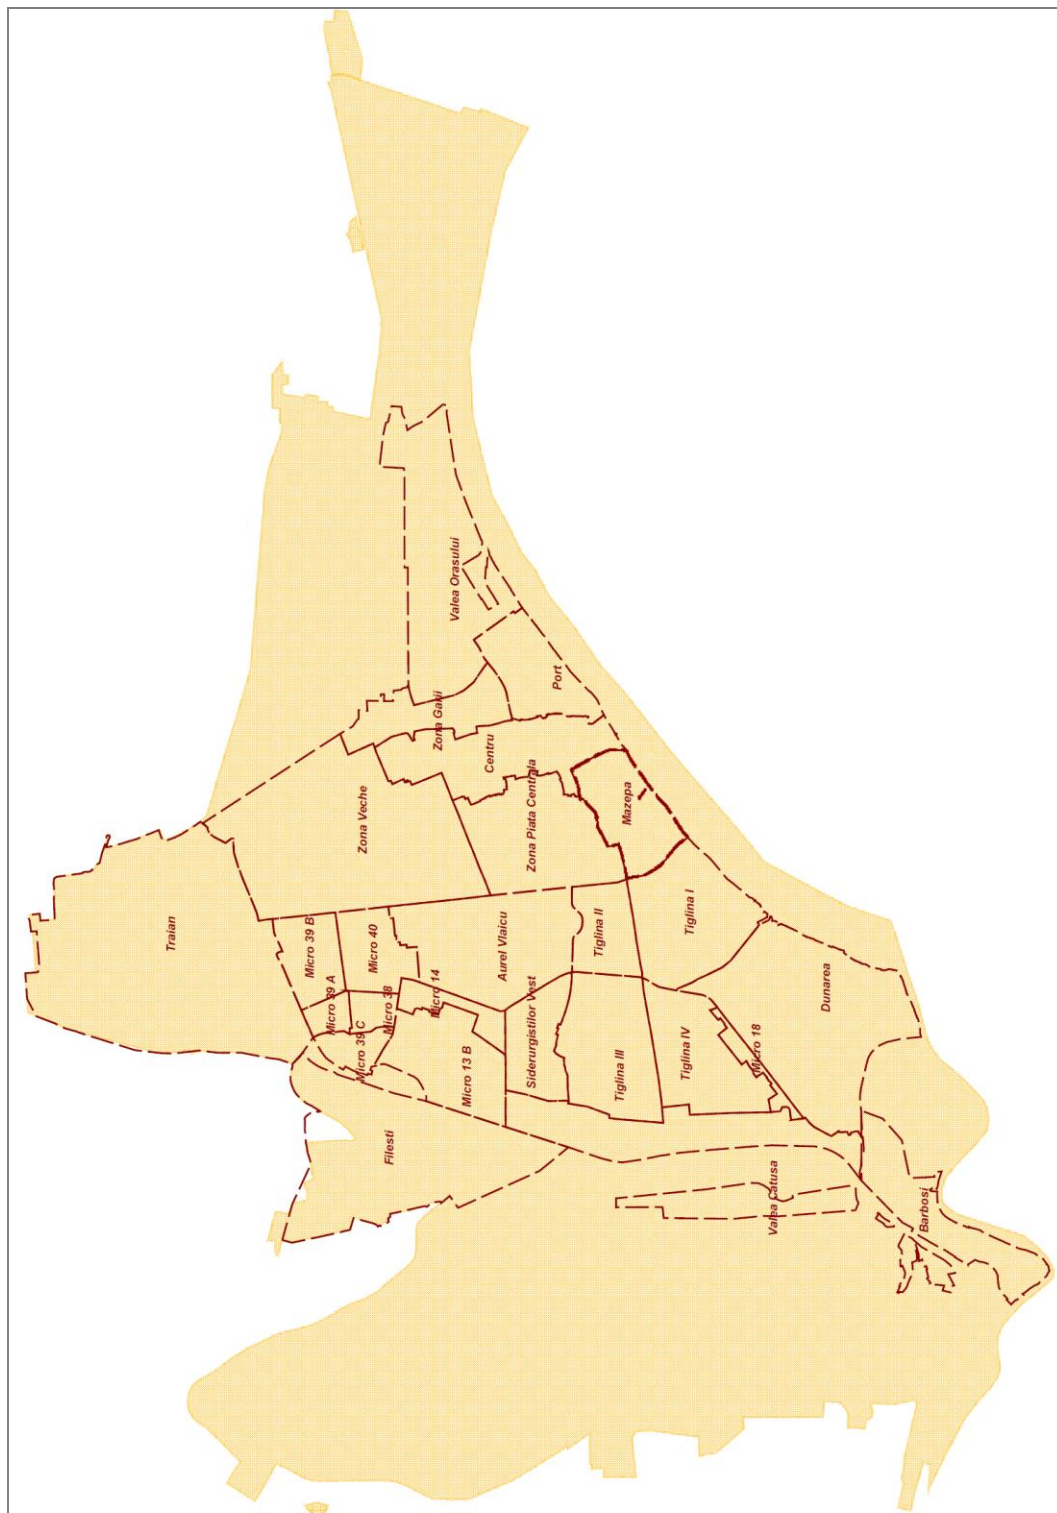 Valea Orasului
Port
Zona Garii
Centru
Zona Piata Centrala
Mazepa
Zona Veche
Traian
Micro 39 B
Micro 40
Aurel Vlaicu
Tiglina II
Tiglina I
Micro 39 A
Micro 38
Micro 14
Micro 39 C
Micro 13 B
Siderurgistilor Vest
Tiglina III
Tiglina IV
Micro 18
Dunarea
Filesti
Valea Catusa
Barbosi